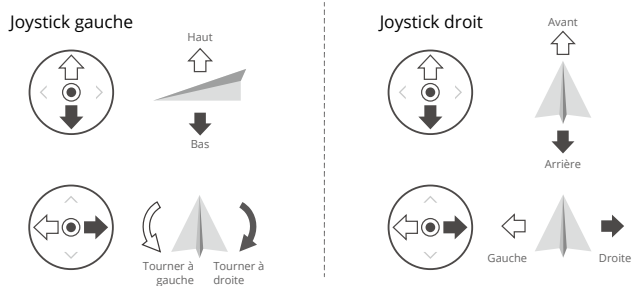 Joystick gauche
Haut
Bas
Tourner à
gauche
Tourner à
droite
Joystick droit
Avant
Arrière
Gauche
Droite